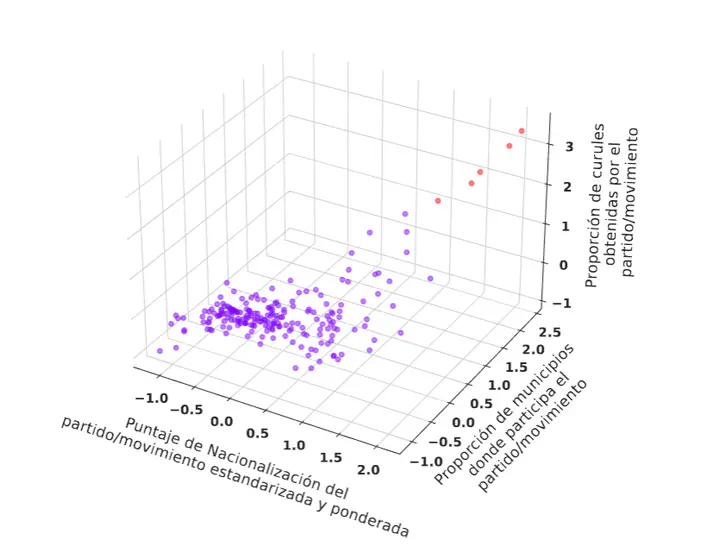 3
2
1
0
−1
Proporción de curules
obtenidas por el
partido/movimiento
2.5
2.0
1.5
1.0
0.5
0.0
−0.5
−1.0
Proporción de municipios
donde participa el
partido/movimiento
−1.0
−0.5
0.0
0.5
1.0
1.5
2.0
Puntaje de Nacionalización del
partido/movimiento estandarizada y ponderada